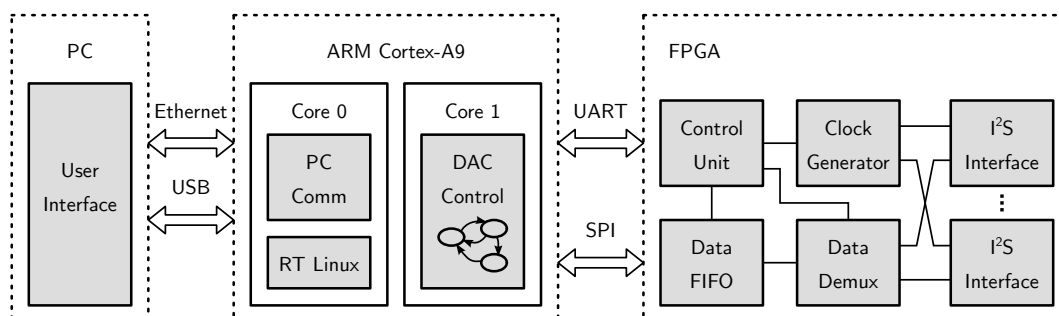 PC
User
Interface
Ethernet
USB
ARM Cortex-A9
Core 0
PC
Comm
RT Linux
Core 1
DAC
Control
UART
SPI
FPGA
Control
Unit
Clock
Generator
I²S
Interface
Data
FIFO
Data
Demux
I²S
Interface